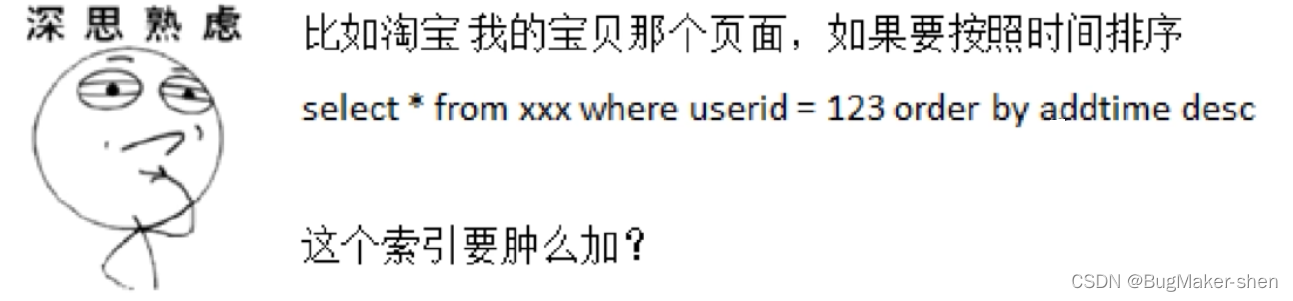 深思熟虑
比如淘宝 我的宝贝那个页面，如果要按照时间排序
select * from xxx where userid = 123 order by addtime desc
这个索引要肿么加？
CSDN @BugMaker-shen